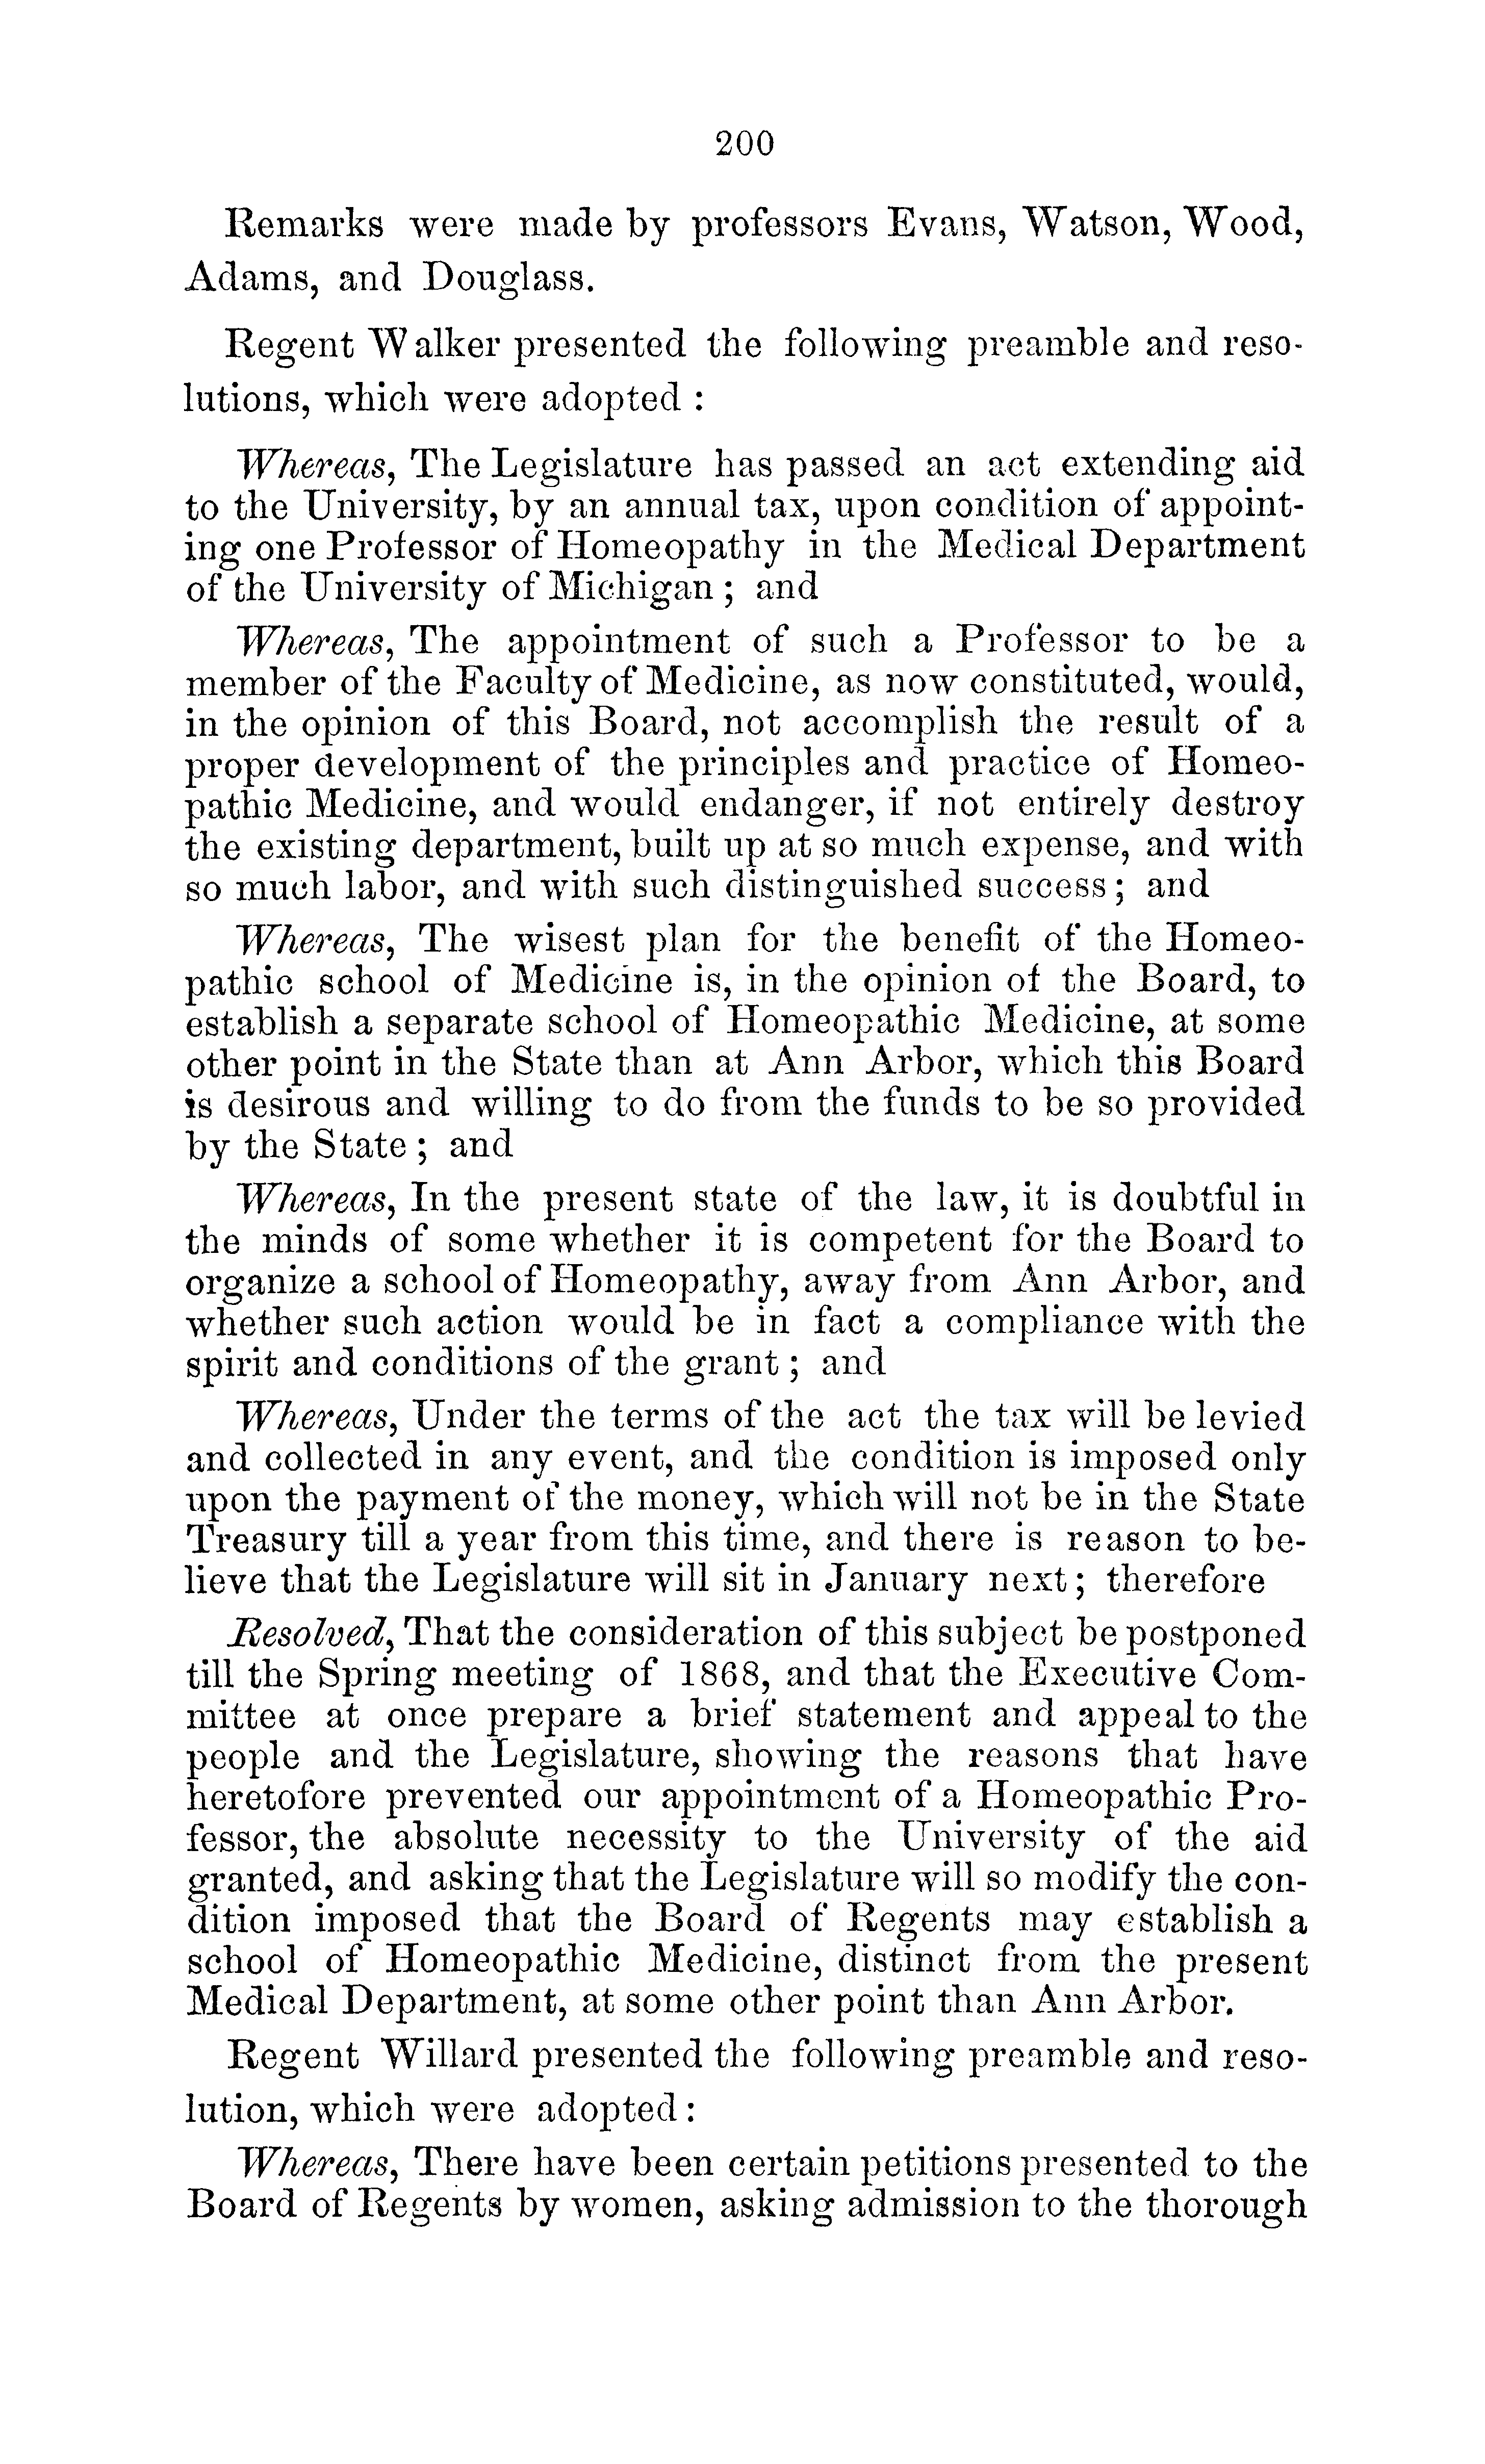 200
Remarks were made by professors Evans, Watson, Wood,
Adams, and Douglass.
Regent Walker presented the following preamble and reso-
lutions, which were adopted :
Whereas, The Legislature has passed an act extending aid
to the University, by an annual tax, upon condition of appoint-
ing one Professor of Homeopathy in the Medical Department
of the University of Michigan ; and
Whereas, The appointment of such a Professor to be a
member of the Faculty of Medicine, as now constituted, would,
in the opinion of this Board, not accomplish the result of a
proper development of the principles and practice of Homeo-
pathic Medicine, and would endanger, if not entirely destroy
the existing department, built up at so much expense, and with
so much labor, and with such distinguished success ; and
Whereas, The wisest plan for the benefit of the Homeo-
pathic school of Medicine is, in the opinion of the Board, to
establish a separate school of Homeopathic Medicine, at some
other point in the State than at Ann Arbor, which this Board
is desirous and willing to do from the funds to be so provided
by the State ; and
Whereas, In the present state of the law, it is doubtful in
the minds of some whether it is competent for the Board to
organize a school of Homeopathy, away from Ann Arbor, and
whether such action would be in fact a compliance with the
spirit and conditions of the grant ; and
Whereas, Under the terms of the act the tax will be levied
and collected in any event, and the condition is imposed only
upon the payment of the money, which will not be in the State
Treasury till a year from this time, and there is reason to be-
lieve that the Legislature will sit in January next ; therefore
Resolved, That the consideration of this subject be postponed
till the Spring meeting of 1868, and that the Executive Com-
mittee at once prepare a brief statement and appeal to the
people and the Legislature, showing the reasons that have
heretofore prevented our appointment of a Homeopathic Pro-
fessor, the absolute necessity to the University of the aid
granted, and asking that the Legislature will so modify the con-
dition imposed that the Board of Regents may establish a
school of Homeopathic Medicine, distinct from the present
Medical Department, at some other point than Ann Arbor.
Regent Willard presented the following preamble and reso-
lution, which were adopted :
Whereas, There have been certain petitions presented to the
Board of Regents by women, asking admission to the thorough